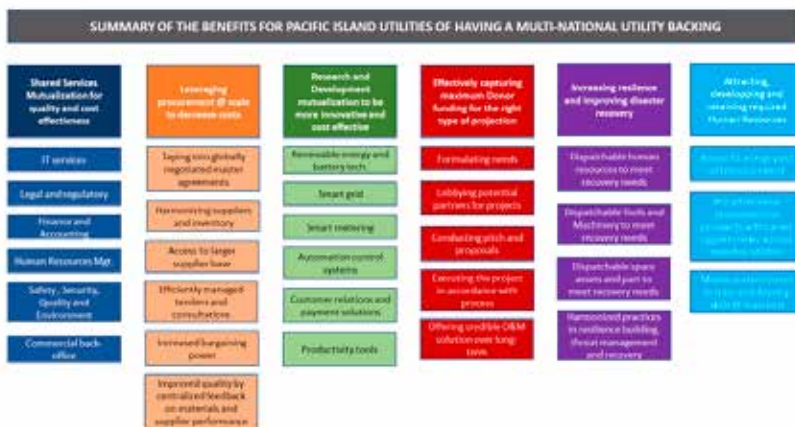 SUMMARY OF THE BENEFITS FOR PACIFIC ISLAND UTILITIES OF HAVING A MULTI-NATIONAL UTILITY BACKING
Shared Services
Mutualization for
quality and cost
effectiveness
IT services
Legal and regulatory
Finance and
Accounting
Human Resources Mgt
Safety, Security,
Quality and
Environment
Commercial back-
office
Leveraging
procurement @ scale
to decrease costs
Taping into globally
negotiated master
agreements
Harmonizing suppliers
and inventory
Access to larger
supplier base
Efficiently managed
tenders and
consultations
Increased bargaining
power
Improved quality by
centralized feedback
on materials and
supplier performance
Research and
Development
mutualization to be
more innovative and
cost effective
Renewable energy and
battery tech.
Smart grid
Smart metering
Automation control
systems
Customer relations and
payment solutions
Productivity tools
Effectively capturing
maximum Donor
funding for the right
type of projection
Formulating needs
Lobbying potential
partners for projects
Conducting pitch and
proposals
Executing the project
in accordance with
process
Offering credible O&M
solution over long-
term
Increasing resilience
and improving disaster
recovery
Dispatchable human
resources to meet
recovery needs
Dispatchable tools and
Machinery to meet
recovery needs
Dispatchable spare
assets and part to
meet recovery needs
Harmonized practices
in resilience building,
threat management
and recovery
Attracting,
developing and
retaining required
Human Resources